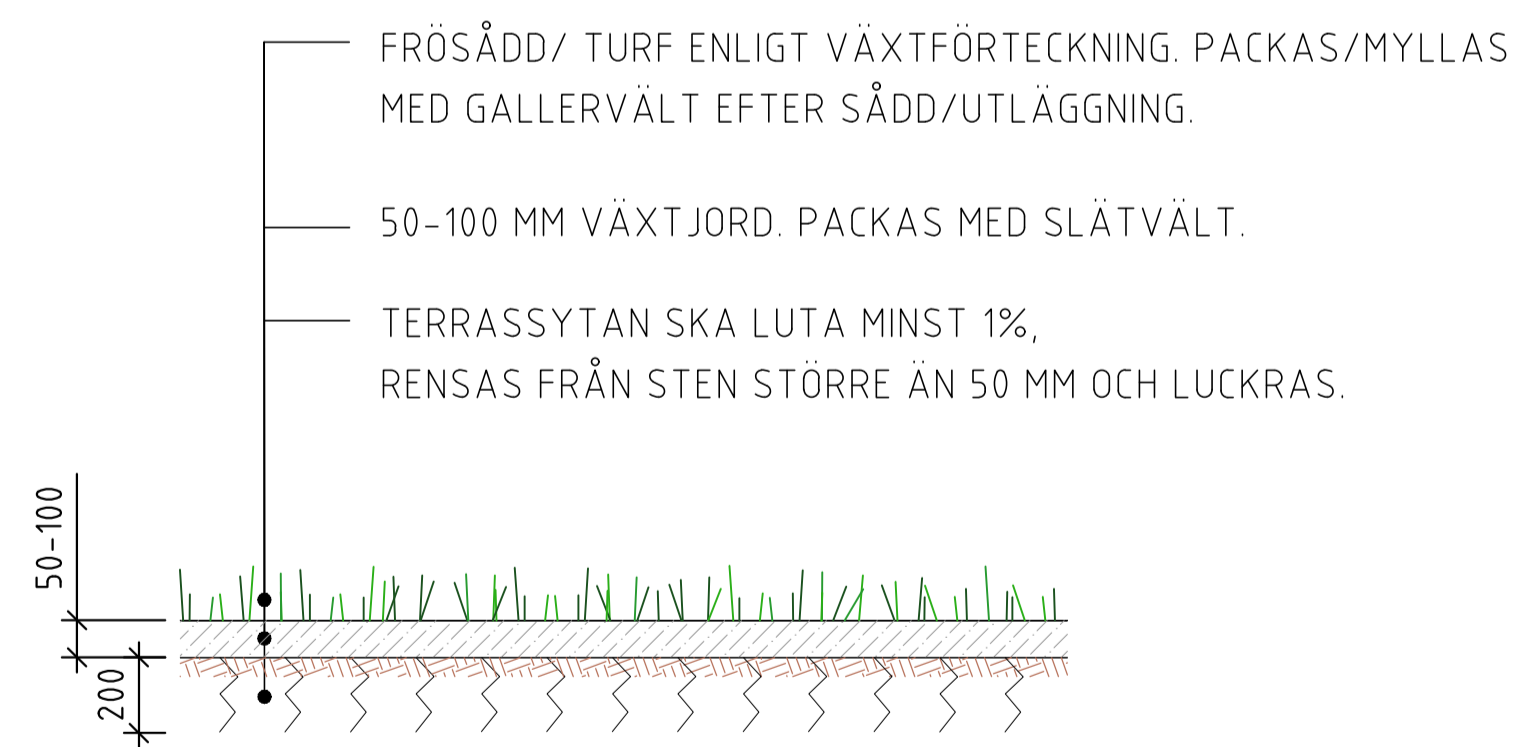 FRÖSÅDD/ TURF ENLIGT VÄXTFÖRTECKNING. PACKAS/MYLLAS
MED GALLERVÄLT EFTER SÅDD/UTLÄGGNING.
50-100 MM VÄXTJORD. PACKAS MED SLÄTVÄLT.
TERRASSYTAN SKA LUTA MINST 1%,
RENSAS FRÅN STEN STÖRRE ÄN 50 MM OCH LUCKRAS.
50-100
200